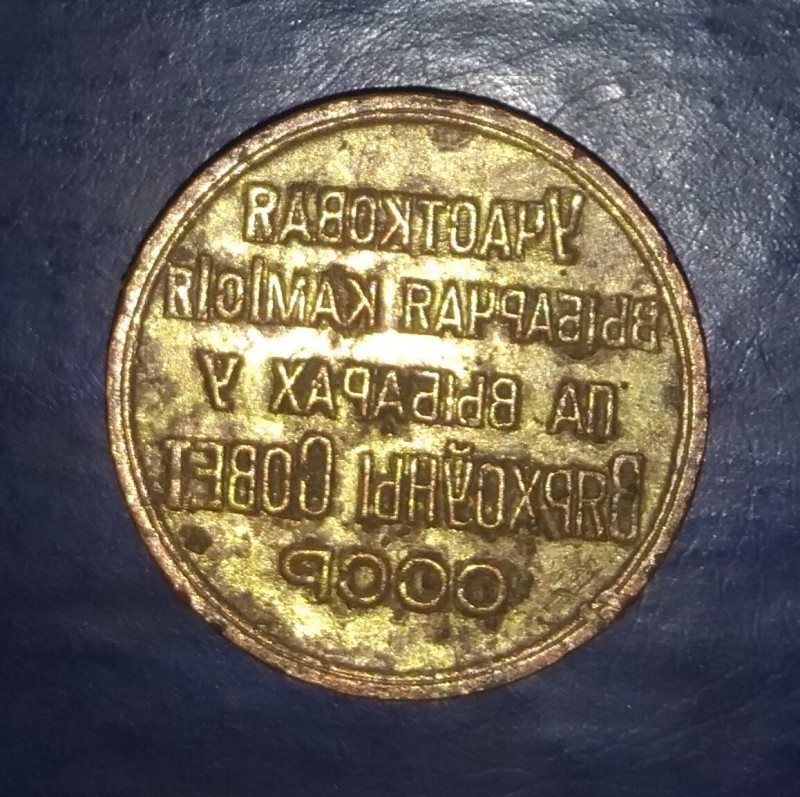 УЧАСТКОВАЯ
ВЫБАРЧАЯ КАМІСІЯ
ПА ВЫБАРАХ У
ВЯРХОЎНЫ СОВЕТ
СССР